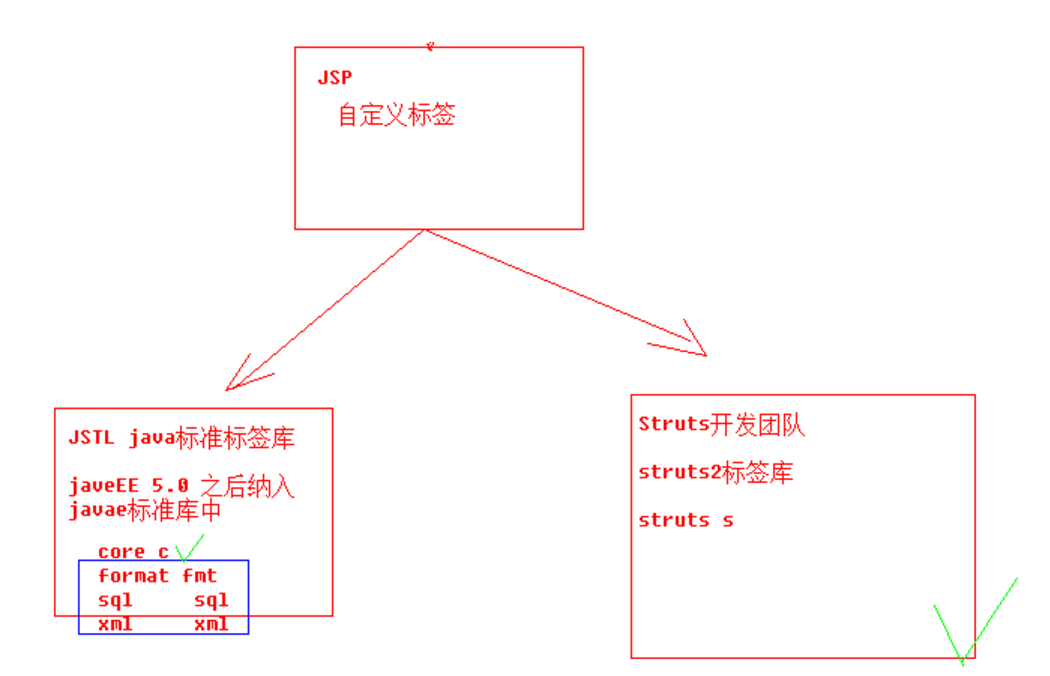 JSP
自定义标签
JSTL java标准标签库
javeEE 5.0 之后纳入
javae标准库中
core c
format fmt
sql sql
xml xml
Struts开发团队
struts2标签库
struts s